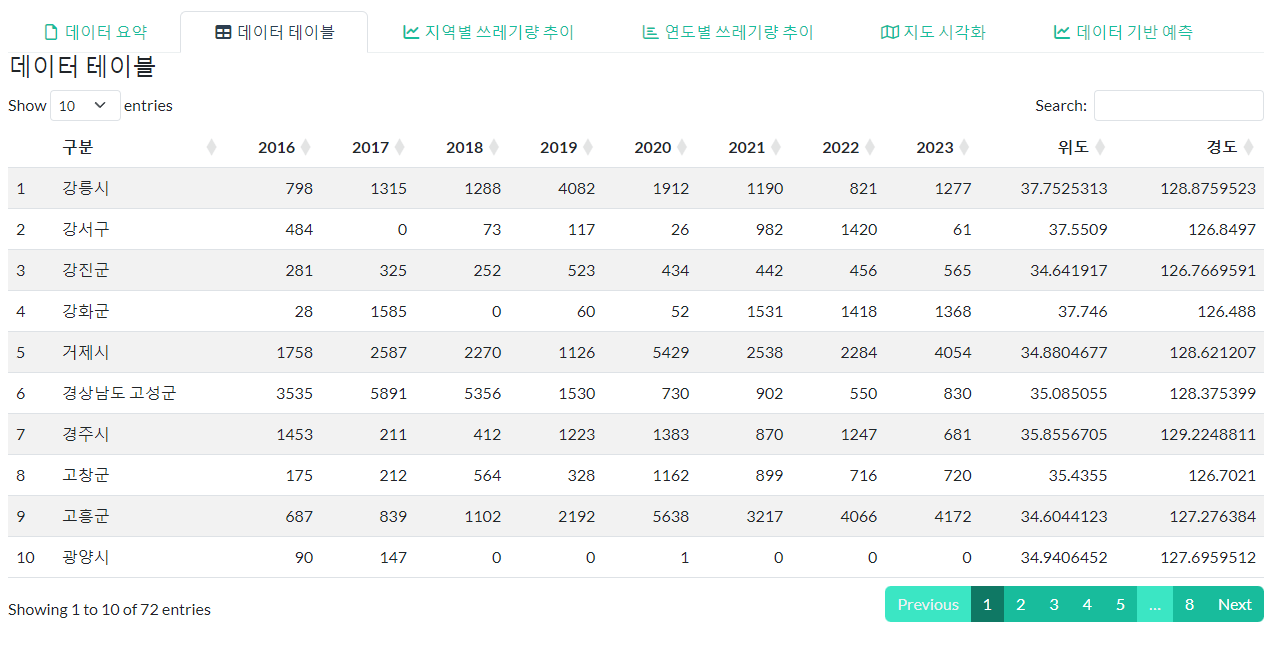 데이터 요약 데이터 테이블 지역별 쓰레기량 추이 연도별 쓰레기량 추이 지도 시각화 데이터 기반 예측
데이터 테이블
Show 10 entries Search:
구분 2016 2017 2018 2019 2020 2021 2022 2023 위도 경도
1 강릉시 798 1315 1288 4082 1912 1190 821 1277 37.7525313 128.8759523
2 강서구 484 0 73 117 26 982 1420 61 37.5509 126.8497
3 강진군 281 325 252 523 434 442 456 565 34.641917 126.7669591
4 강화군 28 1585 0 60 52 1531 1418 1368 37.746 126.488
5 거제시 1758 2587 2270 1126 5429 2538 2284 4054 34.8804677 128.621207
6 경상남도 고성군 3535 5891 5356 1530 730 902 550 830 35.085055 128.375399
7 경주시 1453 211 412 1223 1383 870 1247 681 35.8556705 129.2248811
8 고창군 175 212 564 328 1162 899 716 720 35.4355 126.7021
9 고흥군 687 839 1102 2192 5638 3217 4066 4172 34.6044123 127.276384
10 광양시 90 147 0 0 1 0 0 0 34.9406452 127.6959512
Showing 1 to 10 of 72 entries Previous 1 2 3 4 5 ... 8 Next